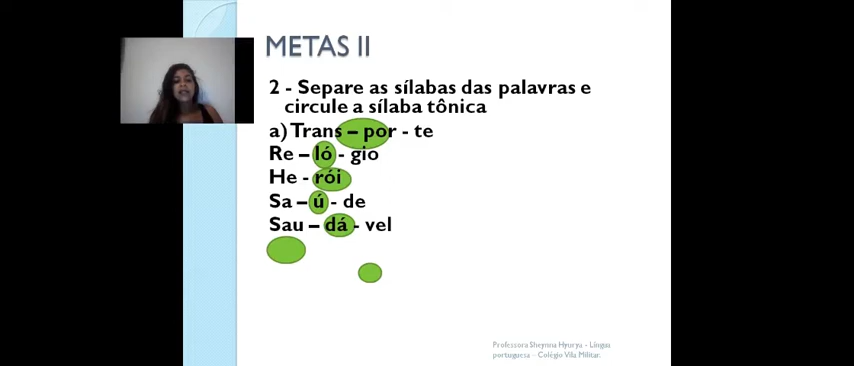 METAS II
2 - Separe as sílabas das palavras e
circule a sílaba tônica
a) Trans – por - te
Re – ló - gio
He - rói
Sa – ú - de
Sau – dá - vel
Professora Sheynna Hyurya - Língua
portuguesa – Colégio Vila Militar.